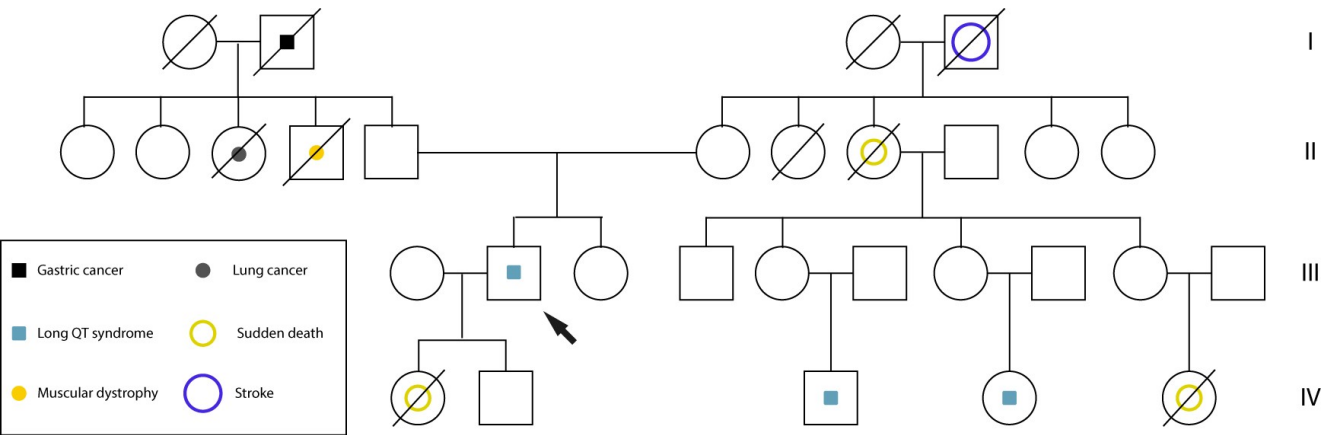 I
II
III
IV
Gastric cancer
Lung cancer
Long QT syndrome
Sudden death
Muscular dystrophy
Stroke